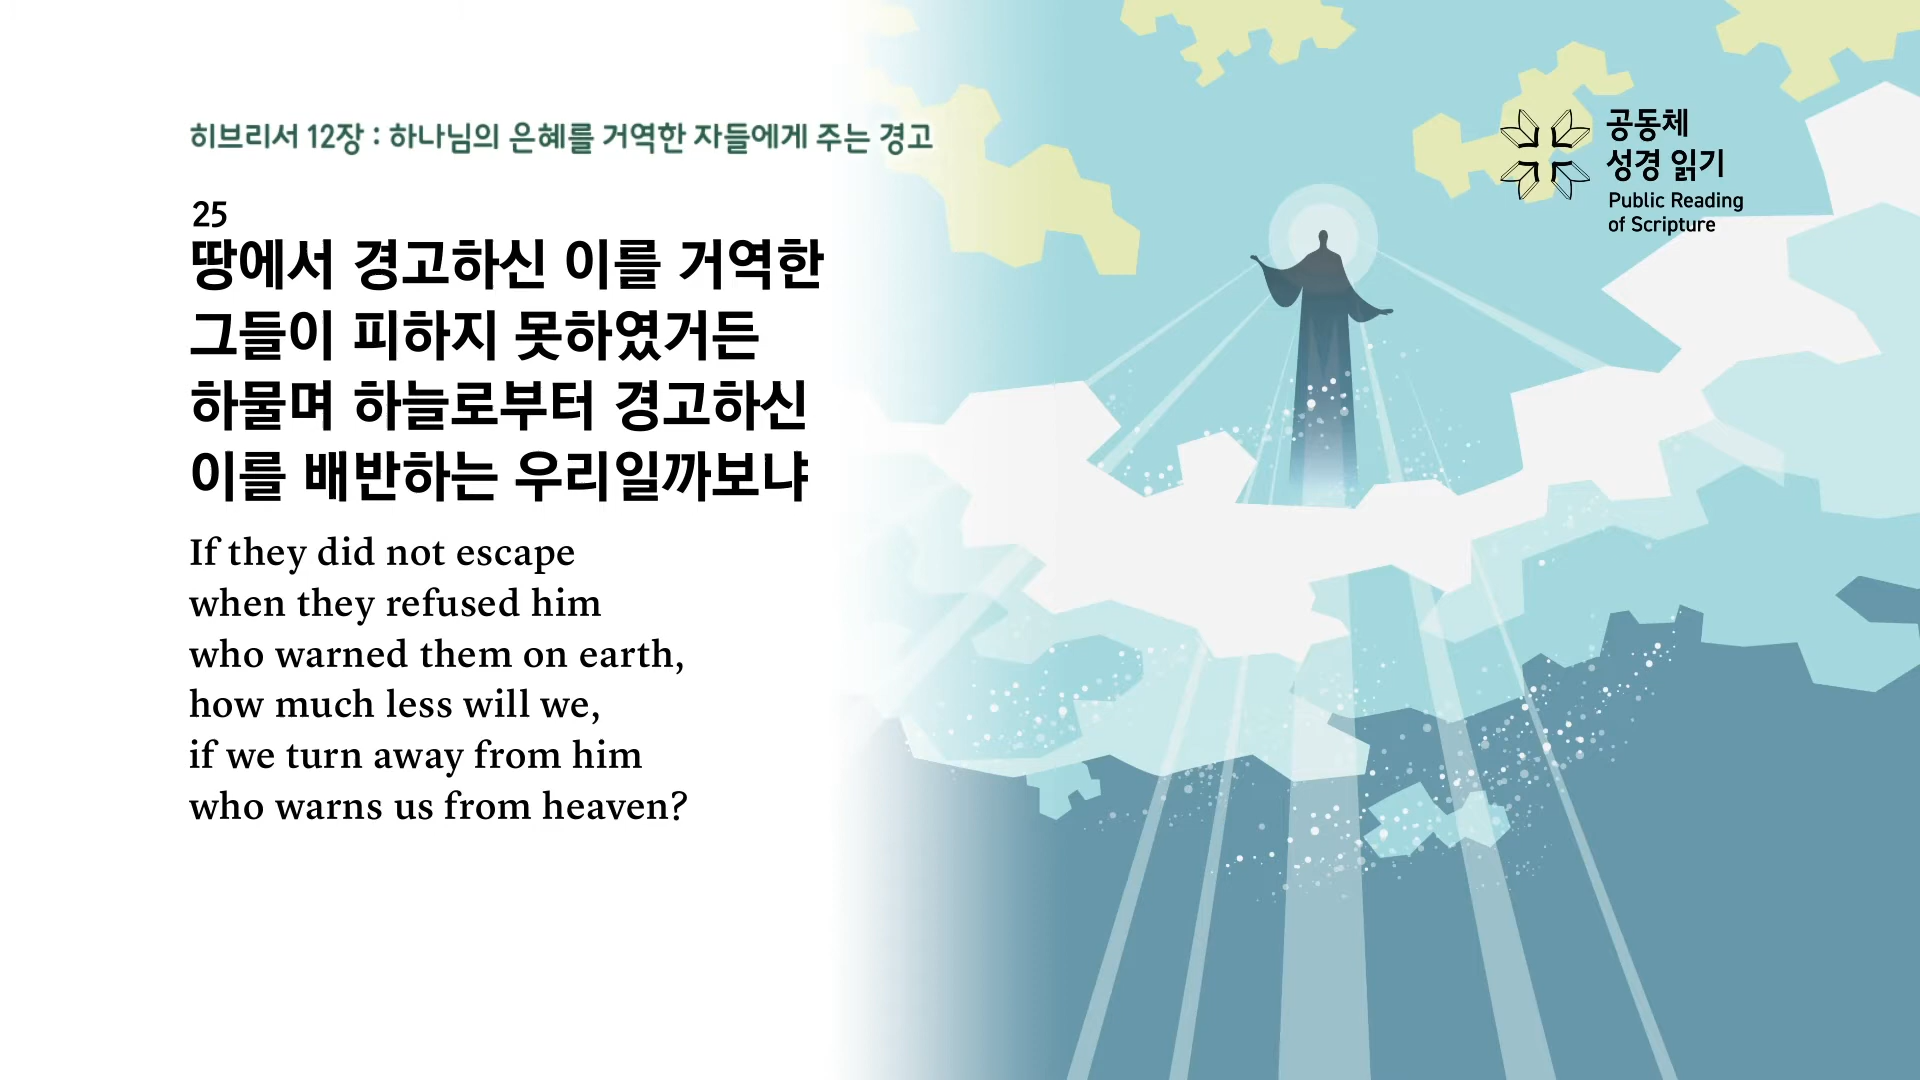 히브리서 12장 : 하나님의 은혜를 거역한 자들에게 주는 경고
25
땅에서 경고하신 이를 거역한
그들이 피하지 못하였거든
하물며 하늘로부터 경고하신
이를 배반하는 우리일까보냐
If they did not escape
when they refused him
who warned them on earth,
how much less will we,
if we turn away from him
who warns us from heaven?
공동체
성경 읽기
Public Reading
of Scripture